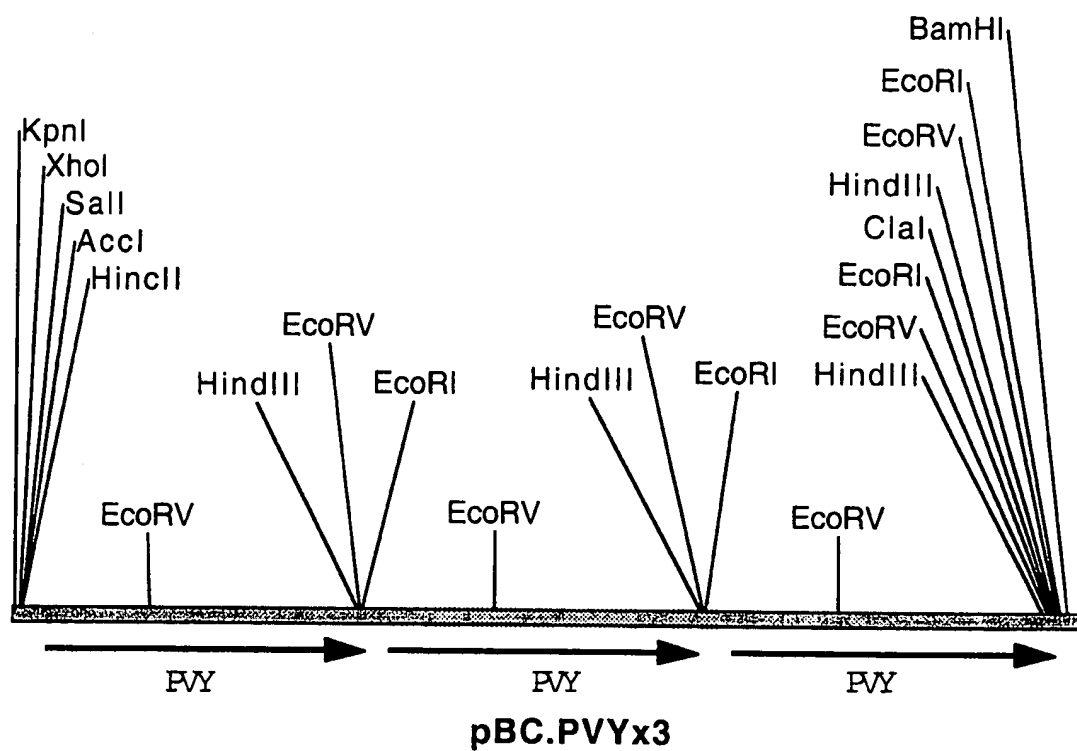 BamHI
EcoRI
KpnI
EcoRV
XhoI
HindIII
SalI
ClaI
AccI
EcoRI
HincII
EcoRV
EcoRV
EcoRV
HindIII
EcoRI
HindIII
EcoRI
HindIII
EcoRV
EcoRV
EcoRV
PVY
PVY
PVY
pBC.PVYx3